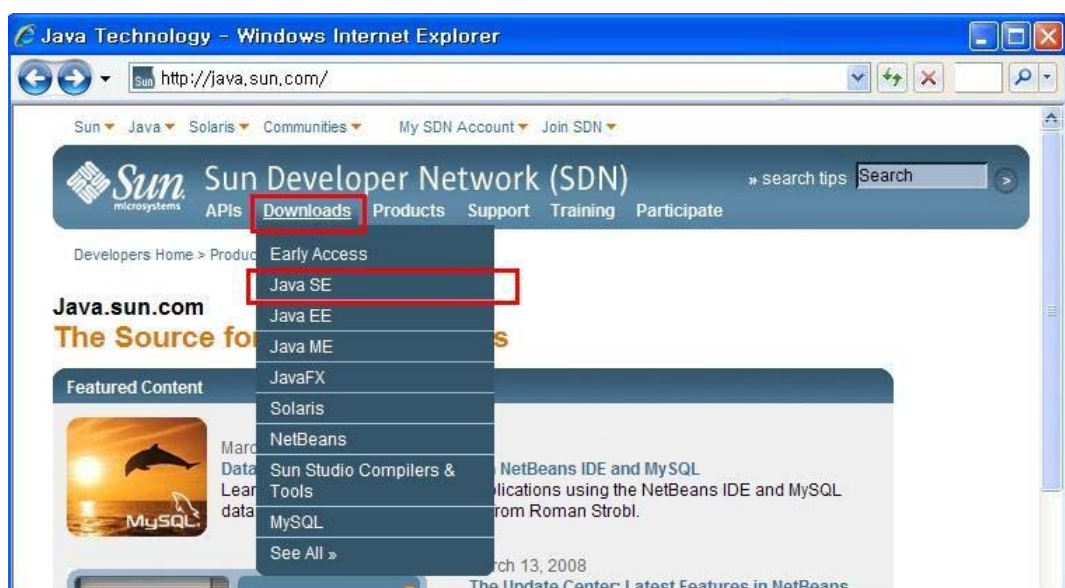 Java Technology - Windows Internet Explorer
Sun http://java.sun.com/
Sun Java Solaris Communities My SDN Account Join SDN
Sun microsystems
Sun Developer Network (SDN)
» search tips Search
APIs Downloads Products Support Training Participate
Developers Home > Produc
Early Access
Java SE
Java EE
Java ME
JavaFX
Solaris
NetBeans
Sun Studio Compilers &
Tools
MySQL
See All »
Java.sun.com
The Source fo s
Featured Content
MySQL
Marc
Data NetBeans IDE and MySQL
Lear lications using the NetBeans IDE and MySQL
data rom Roman Strobl.
rch 13, 2008
The Update Center: Latest Features in NetBeans